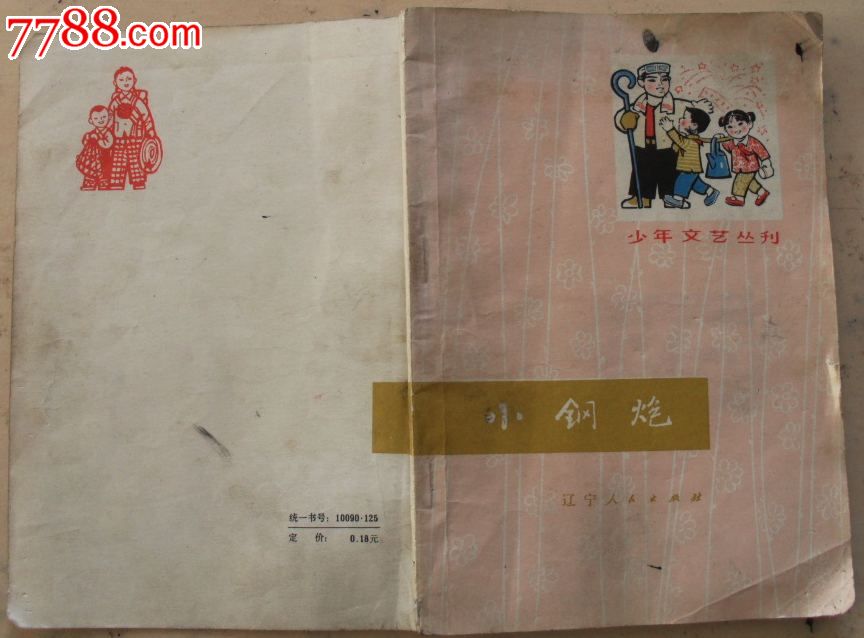 7788.com
少年文艺丛刊
小钢炮
辽宁人民出版社
统一书号：10090·125
定 价： 0.18元